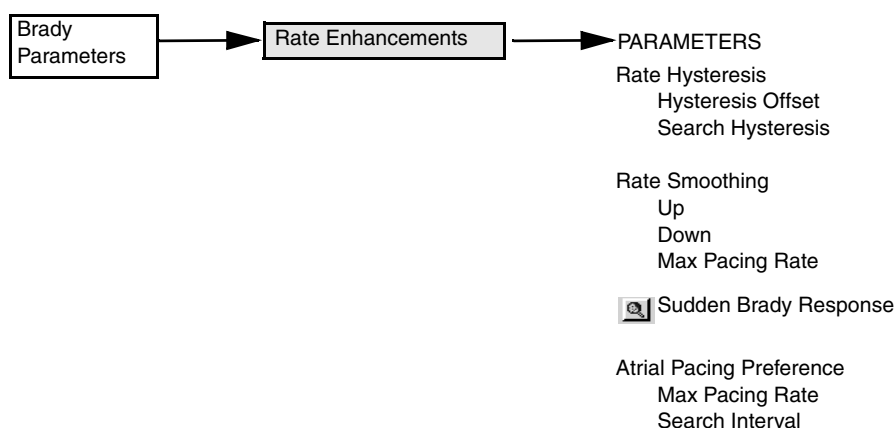 Brady
Parameters
Rate Enhancements
PARAMETERS
Rate Hysteresis
Hysteresis Offset
Search Hysteresis
Rate Smoothing
Up
Down
Max Pacing Rate
Sudden Brady Response
Atrial Pacing Preference
Max Pacing Rate
Search Interval